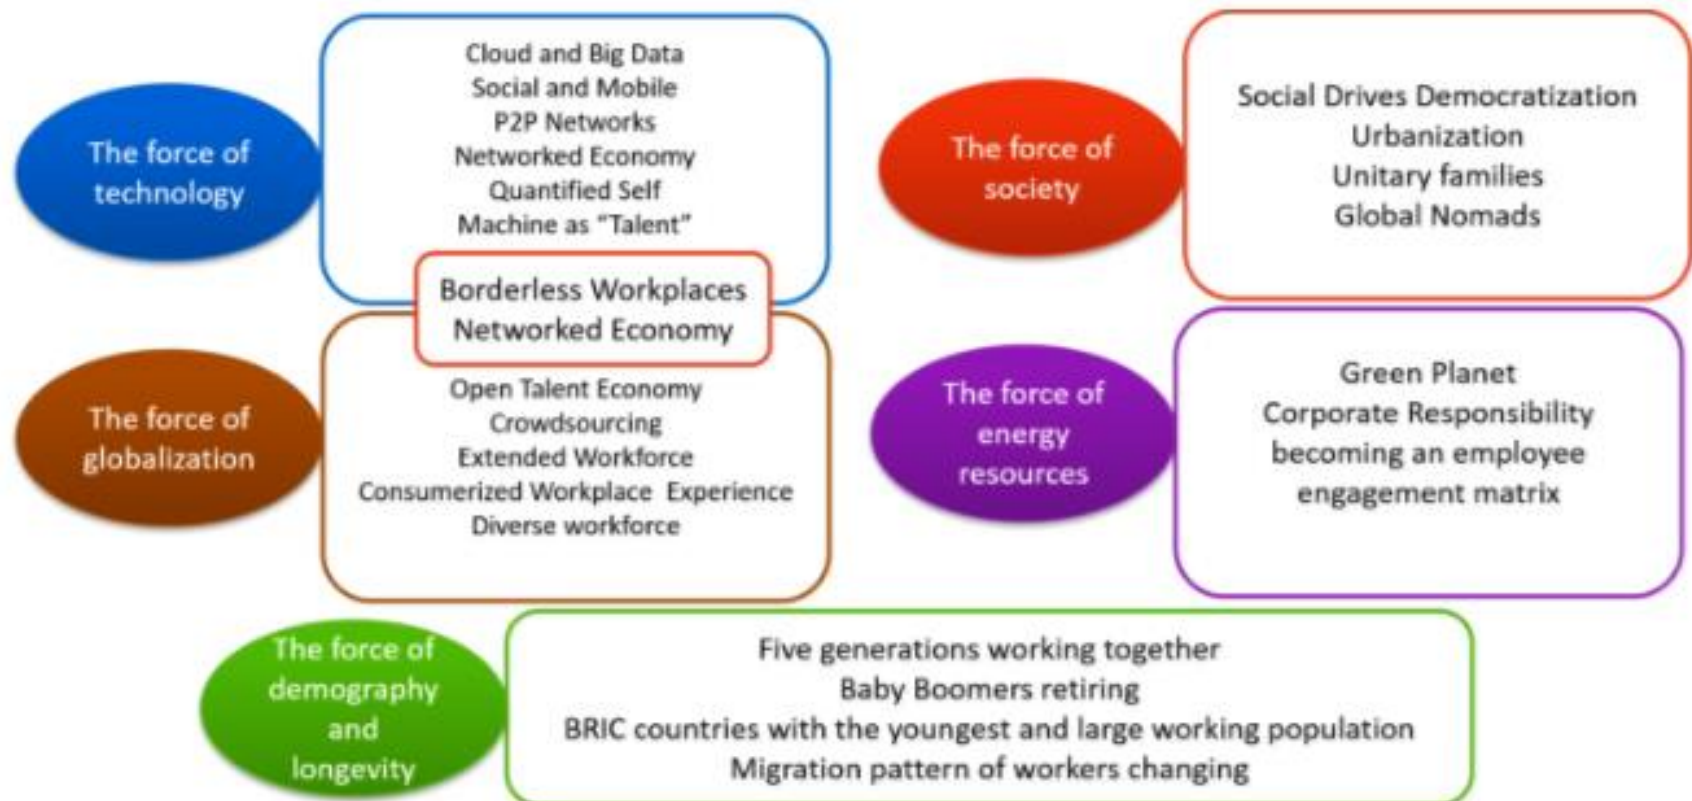 The force of
technology
Cloud and Big Data
Social and Mobile
P2P Networks
Networked Economy
Quantified Self
Machine as “Talent”
Borderless Workplaces
Networked Economy
The force of
globalization
Open Talent Economy
Crowdsourcing
Extended Workforce
Consumerized Workplace Experience
Diverse workforce
The force of
society
Social Drives Democratization
Urbanization
Unitary families
Global Nomads
The force of
energy
resources
Green Planet
Corporate Responsibility
becoming an employee
engagement matrix
The force of
demography
and
longevity
Five generations working together
Baby Boomers retiring
BRIC countries with the youngest and large working population
Migration pattern of workers changing